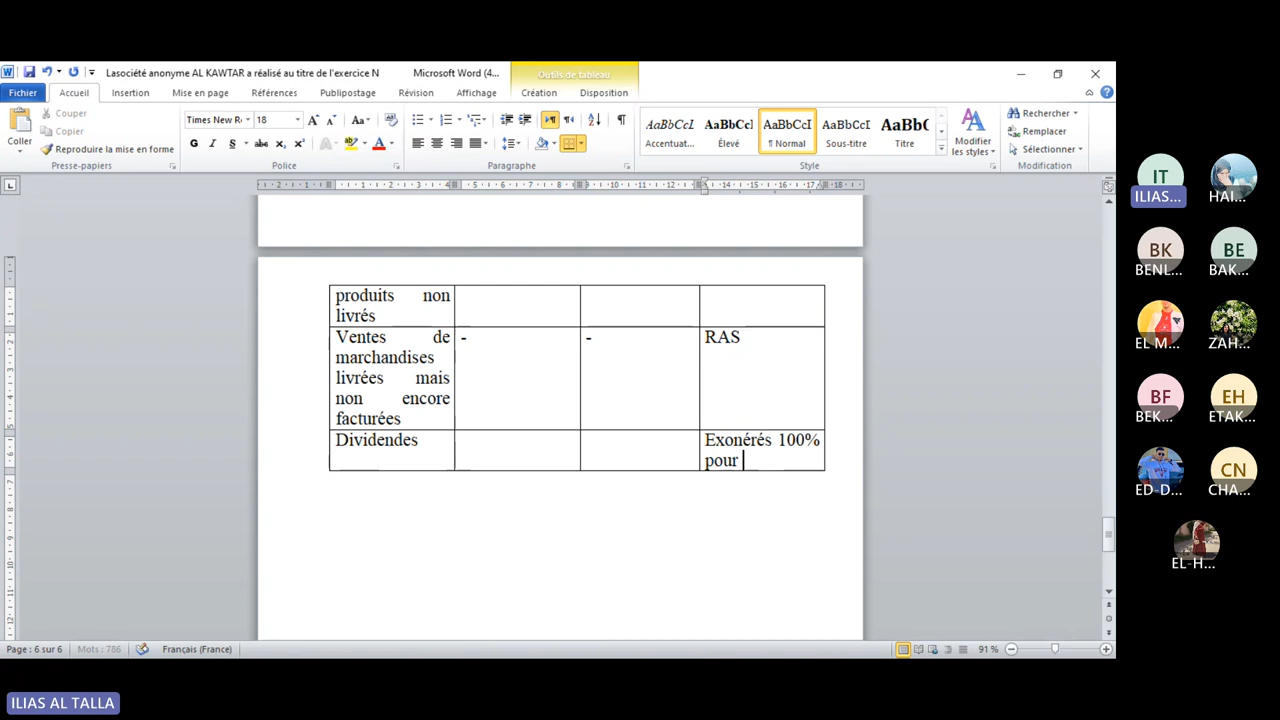 Lasociété anonyme AL KAWTAR a réalisé au titre de l'exercice N
Microsoft Word (4...
Outils de tableau
Fichier
Accueil
Insertion
Mise en page
Références
Publipostage
Révision
Affichage
Création
Disposition
Coller
Couper
Copier
Reproduire la mise en forme
Presse-papiers
Times New R
18
Police
Paragraphe
AaBbCcI
Accentuat...
AaBbCcI
Élevé
AaBbCcI
¶ Normal
AaBbCcI
Sous-titre
AaBbC
Titre
Style
Modifier
les styles
Rechercher
Remplacer
Sélectionner
Modification
produits non
livrés
Ventes de
marchandises
livrées mais
non encore
facturées
-
-
RAS
Dividendes
Exonérés 100%
pour
Page : 6 sur 6
Mots : 786
Français (France)
91 %
IT
ILIAS...
HAI...
BK
BENL...
BE
BAK...
EL M...
ZAH...
BF
BEK...
EH
ETAK...
ED-D...
CN
CHA...
EL-H...
ILIAS AL TALLA